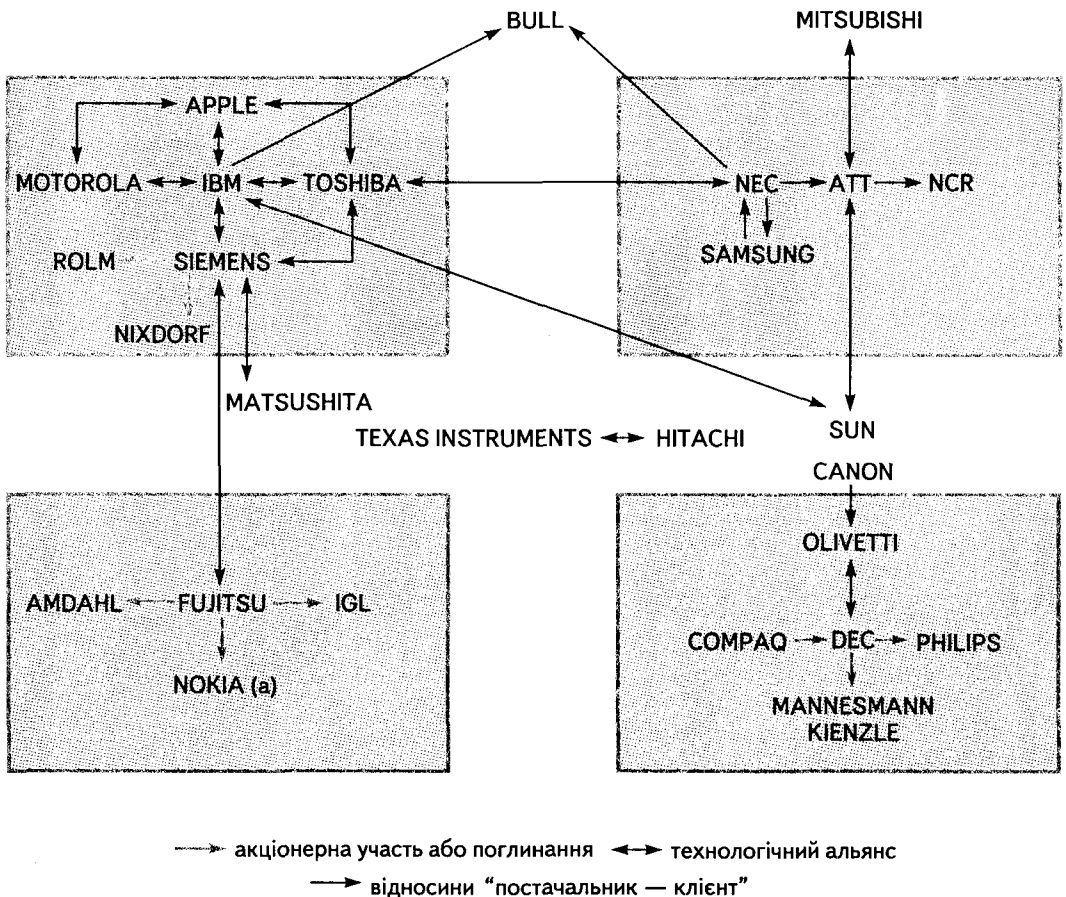 BULL MITSUBISHI
APPLE
MOTOROLA IBM TOSHIBA NEC ATT NCR
ROLM SIEMENS SAMSUNG
NIXDORF
MATSUSHITA
TEXAS INSTRUMENTS HITACHI SUN
CANON
OLIVETTI
AMDAHL FUJITSU IGL
COMPAQ DEC PHILIPS
NOKIA (a)
MANNESMANN
KIENZLE
акціонерна участь або поглинання технологічний альянс
відносини “постачальник — клієнт”